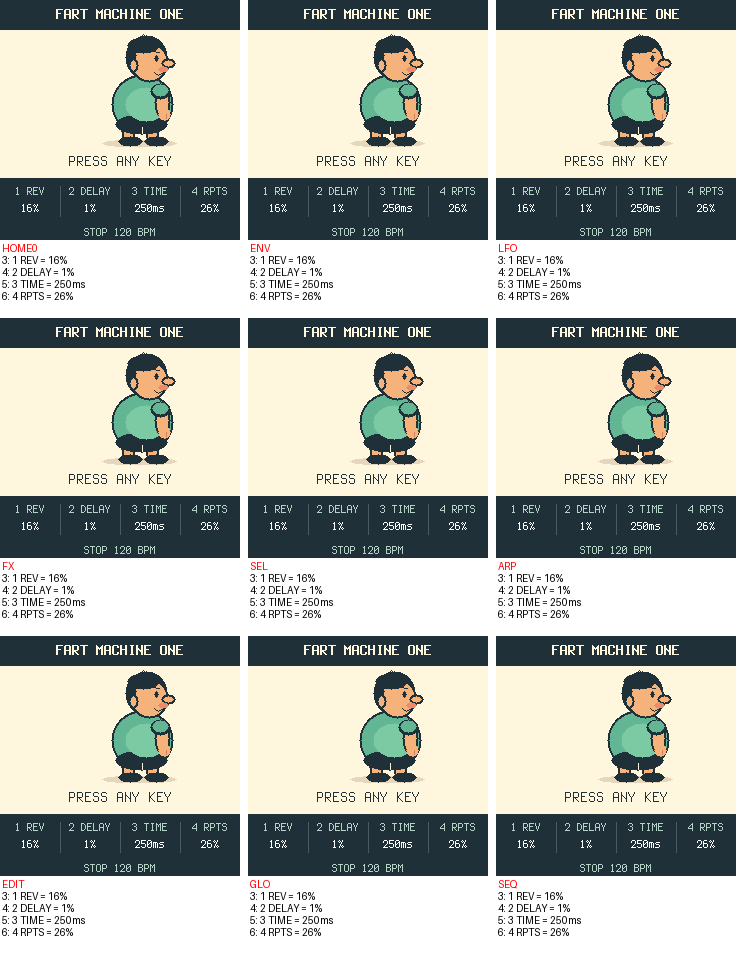 FART MACHINE ONE
PRESS ANY KEY
1 REV 2 DELAY 3 TIME 4 RPTS
16% 1% 250ms 26%
STOP 120 BPM
HOME0
3: 1 REV = 16%
4: 2 DELAY = 1%
5: 3 TIME = 250ms
6: 4 RPTS = 26%
FART MACHINE ONE
PRESS ANY KEY
1 REV 2 DELAY 3 TIME 4 RPTS
16% 1% 250ms 26%
STOP 120 BPM
ENV
3: 1 REV = 16%
4: 2 DELAY = 1%
5: 3 TIME = 250ms
6: 4 RPTS = 26%
FART MACHINE ONE
PRESS ANY KEY
1 REV 2 DELAY 3 TIME 4 RPTS
16% 1% 250ms 26%
STOP 120 BPM
LFO
3: 1 REV = 16%
4: 2 DELAY = 1%
5: 3 TIME = 250ms
6: 4 RPTS = 26%
FART MACHINE ONE
PRESS ANY KEY
1 REV 2 DELAY 3 TIME 4 RPTS
16% 1% 250ms 26%
STOP 120 BPM
FX
3: 1 REV = 16%
4: 2 DELAY = 1%
5: 3 TIME = 250ms
6: 4 RPTS = 26%
FART MACHINE ONE
PRESS ANY KEY
1 REV 2 DELAY 3 TIME 4 RPTS
16% 1% 250ms 26%
STOP 120 BPM
SEL
3: 1 REV = 16%
4: 2 DELAY = 1%
5: 3 TIME = 250ms
6: 4 RPTS = 26%
FART MACHINE ONE
PRESS ANY KEY
1 REV 2 DELAY 3 TIME 4 RPTS
16% 1% 250ms 26%
STOP 120 BPM
ARP
3: 1 REV = 16%
4: 2 DELAY = 1%
5: 3 TIME = 250ms
6: 4 RPTS = 26%
FART MACHINE ONE
PRESS ANY KEY
1 REV 2 DELAY 3 TIME 4 RPTS
16% 1% 250ms 26%
STOP 120 BPM
EDIT
3: 1 REV = 16%
4: 2 DELAY = 1%
5: 3 TIME = 250ms
6: 4 RPTS = 26%
FART MACHINE ONE
PRESS ANY KEY
1 REV 2 DELAY 3 TIME 4 RPTS
16% 1% 250ms 26%
STOP 120 BPM
GLO
3: 1 REV = 16%
4: 2 DELAY = 1%
5: 3 TIME = 250ms
6: 4 RPTS = 26%
FART MACHINE ONE
PRESS ANY KEY
1 REV 2 DELAY 3 TIME 4 RPTS
16% 1% 250ms 26%
STOP 120 BPM
SEQ
3: 1 REV = 16%
4: 2 DELAY = 1%
5: 3 TIME = 250ms
6: 4 RPTS = 26%